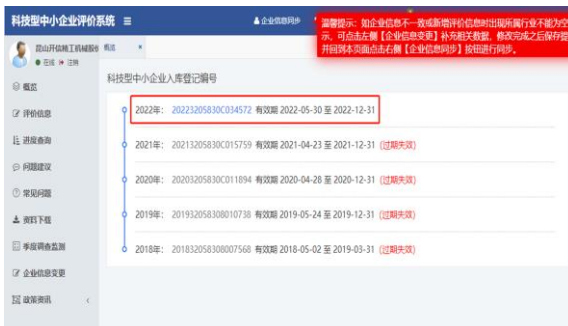 科技型中小企业评价系统
企业信息同步
温馨提示：如企业信息不一致或新增评价信息时出现所属行业不能为空
示，可点击左侧【企业信息变更】补充相关数据，修改完成之后保存提
并回到本页面点击右侧【企业信息同步】按钮进行同步。
昆山开信精工机械股份
在线 注销
概览
概览
评价信息
进度查询
问题建议
常见问题
资料下载
季度调查监测
企业信息变更
政策资讯
科技型中小企业入库登记编号
2022年： 20223205830C034572 有效期 2022-05-30 至 2022-12-31
2021年： 20213205830C015759 有效期 2021-04-23 至 2021-12-31 (过期失效)
2020年： 20203205830C011894 有效期 2020-04-28 至 2020-12-31 (过期失效)
2019年： 201932058308010738 有效期 2019-05-24 至 2019-12-31 (过期失效)
2018年： 201832058308007568 有效期 2018-05-02 至 2019-03-31 (过期失效)